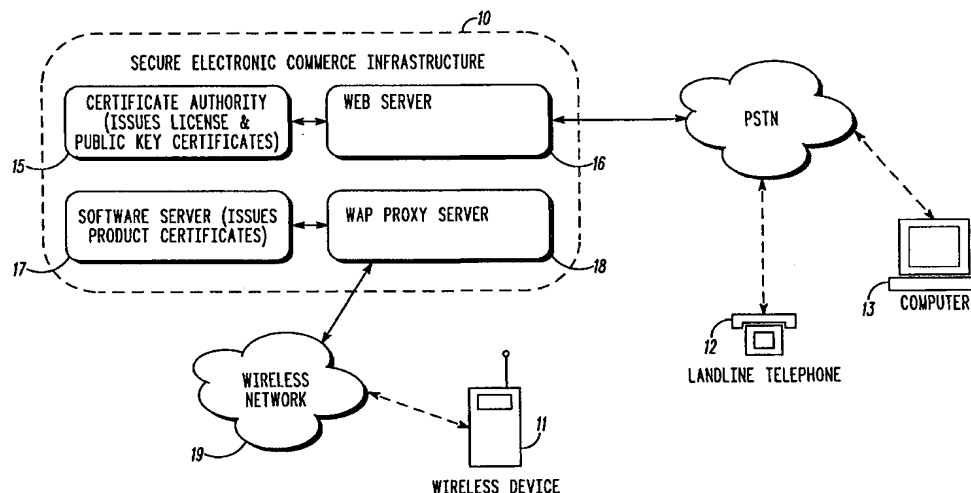 10
SECURE ELECTRONIC COMMERCE INFRASTRUCTURE
CERTIFICATE AUTHORITY
(ISSUES LICENSE &
PUBLIC KEY CERTIFICATES)
15
WEB SERVER
16
PSTN
SOFTWARE SERVER (ISSUES
PRODUCT CERTIFICATES)
17
WAP PROXY SERVER
18
13
COMPUTER
12
LANDLINE TELEPHONE
WIRELESS
NETWORK
19
11
WIRELESS DEVICE